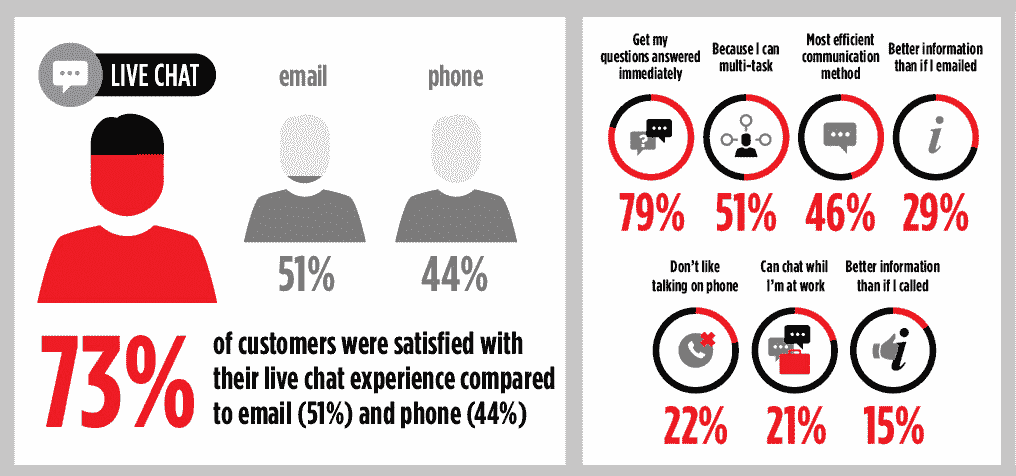 LIVE CHAT
email
phone
51%
44%
73%
of customers were satisfied with
their live chat experience compared
to email (51%) and phone (44%)
Get my
questions answered
immediately
Because I can
multi-task
Most efficient
communication
method
Better information
than if I emailed
?
i
79%
51%
46%
29%
Don't like
talking on phone
Can chat whil
I'm at work
Better information
than if I called
i
22%
21%
15%